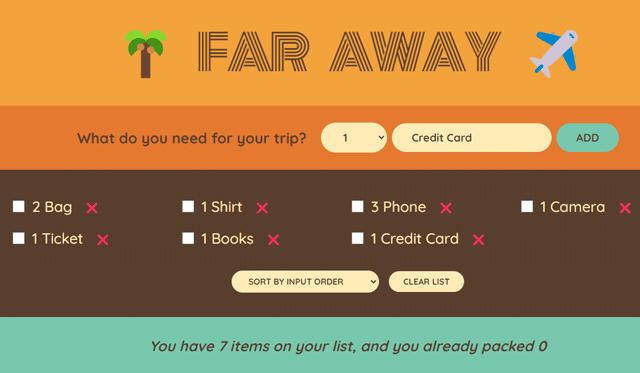 FAR AWAY
What do you need for your trip? 1 Credit Card ADD
2 Bag 1 Shirt 3 Phone 1 Camera
1 Ticket 1 Books 1 Credit Card
SORT BY INPUT ORDER CLEAR LIST
You have 7 items on your list, and you already packed 0